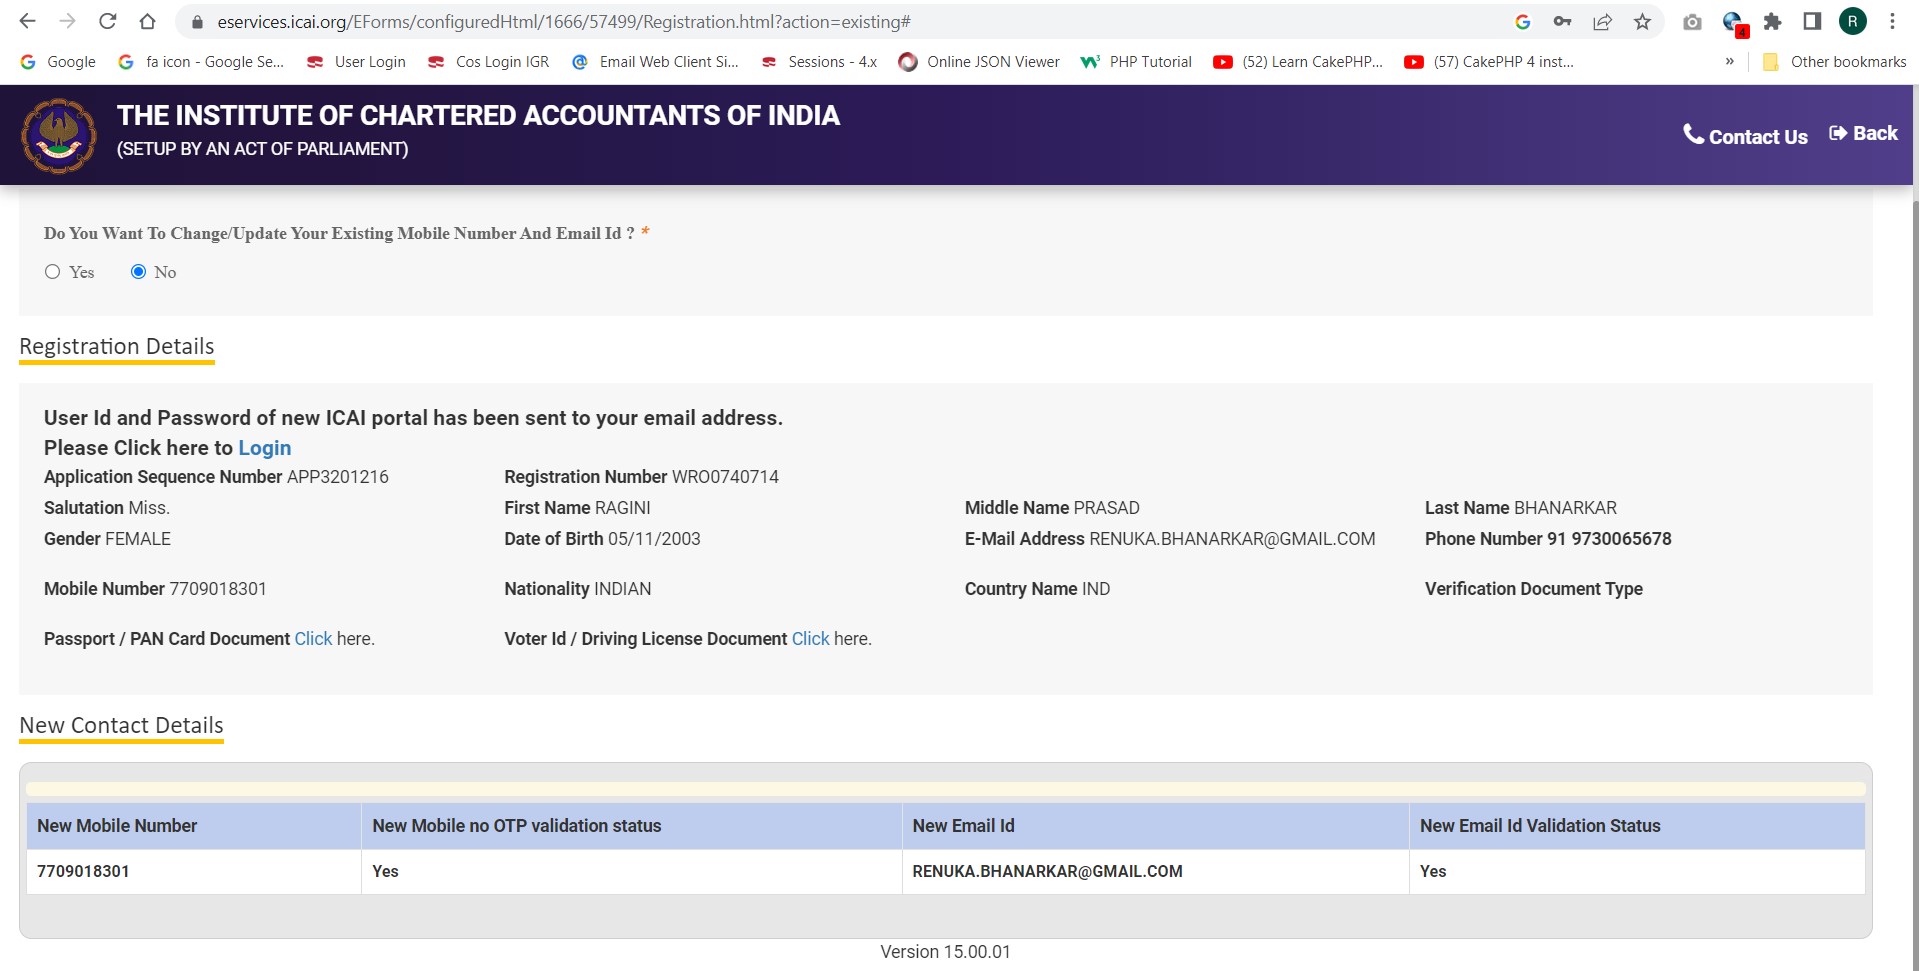 eservices.icai.org/EForms/configuredHtml/1666/57499/Registration.html?action=existing#
4
R
Google
fa icon - Google Se...
User Login
Cos Login IGR
Email Web Client Si...
Sessions - 4.x
Online JSON Viewer
PHP Tutorial
(52) Learn CakePHP...
(57) CakePHP 4 inst...
»
Other bookmarks
THE INSTITUTE OF CHARTERED ACCOUNTANTS OF INDIA
(SETUP BY AN ACT OF PARLIAMENT)
Contact Us
Back
Do You Want To Change/Update Your Existing Mobile Number And Email Id ? *
Yes No
Registration Details
User Id and Password of new ICAI portal has been sent to your email address.
Please Click here to Login
Application Sequence Number APP3201216 Registration Number WRO0740714
Salutation Miss. First Name RAGINI Middle Name PRASAD Last Name BHANARKAR
Gender FEMALE Date of Birth 05/11/2003 E-Mail Address RENUKA.BHANARKAR@GMAIL.COM Phone Number 91 9730065678
Mobile Number 7709018301 Nationality INDIAN Country Name IND Verification Document Type
Passport / PAN Card Document Click here. Voter Id / Driving License Document Click here.
New Contact Details
New Mobile Number New Mobile no OTP validation status New Email Id New Email Id Validation Status
7709018301 Yes RENUKA.BHANARKAR@GMAIL.COM Yes
Version 15.00.01